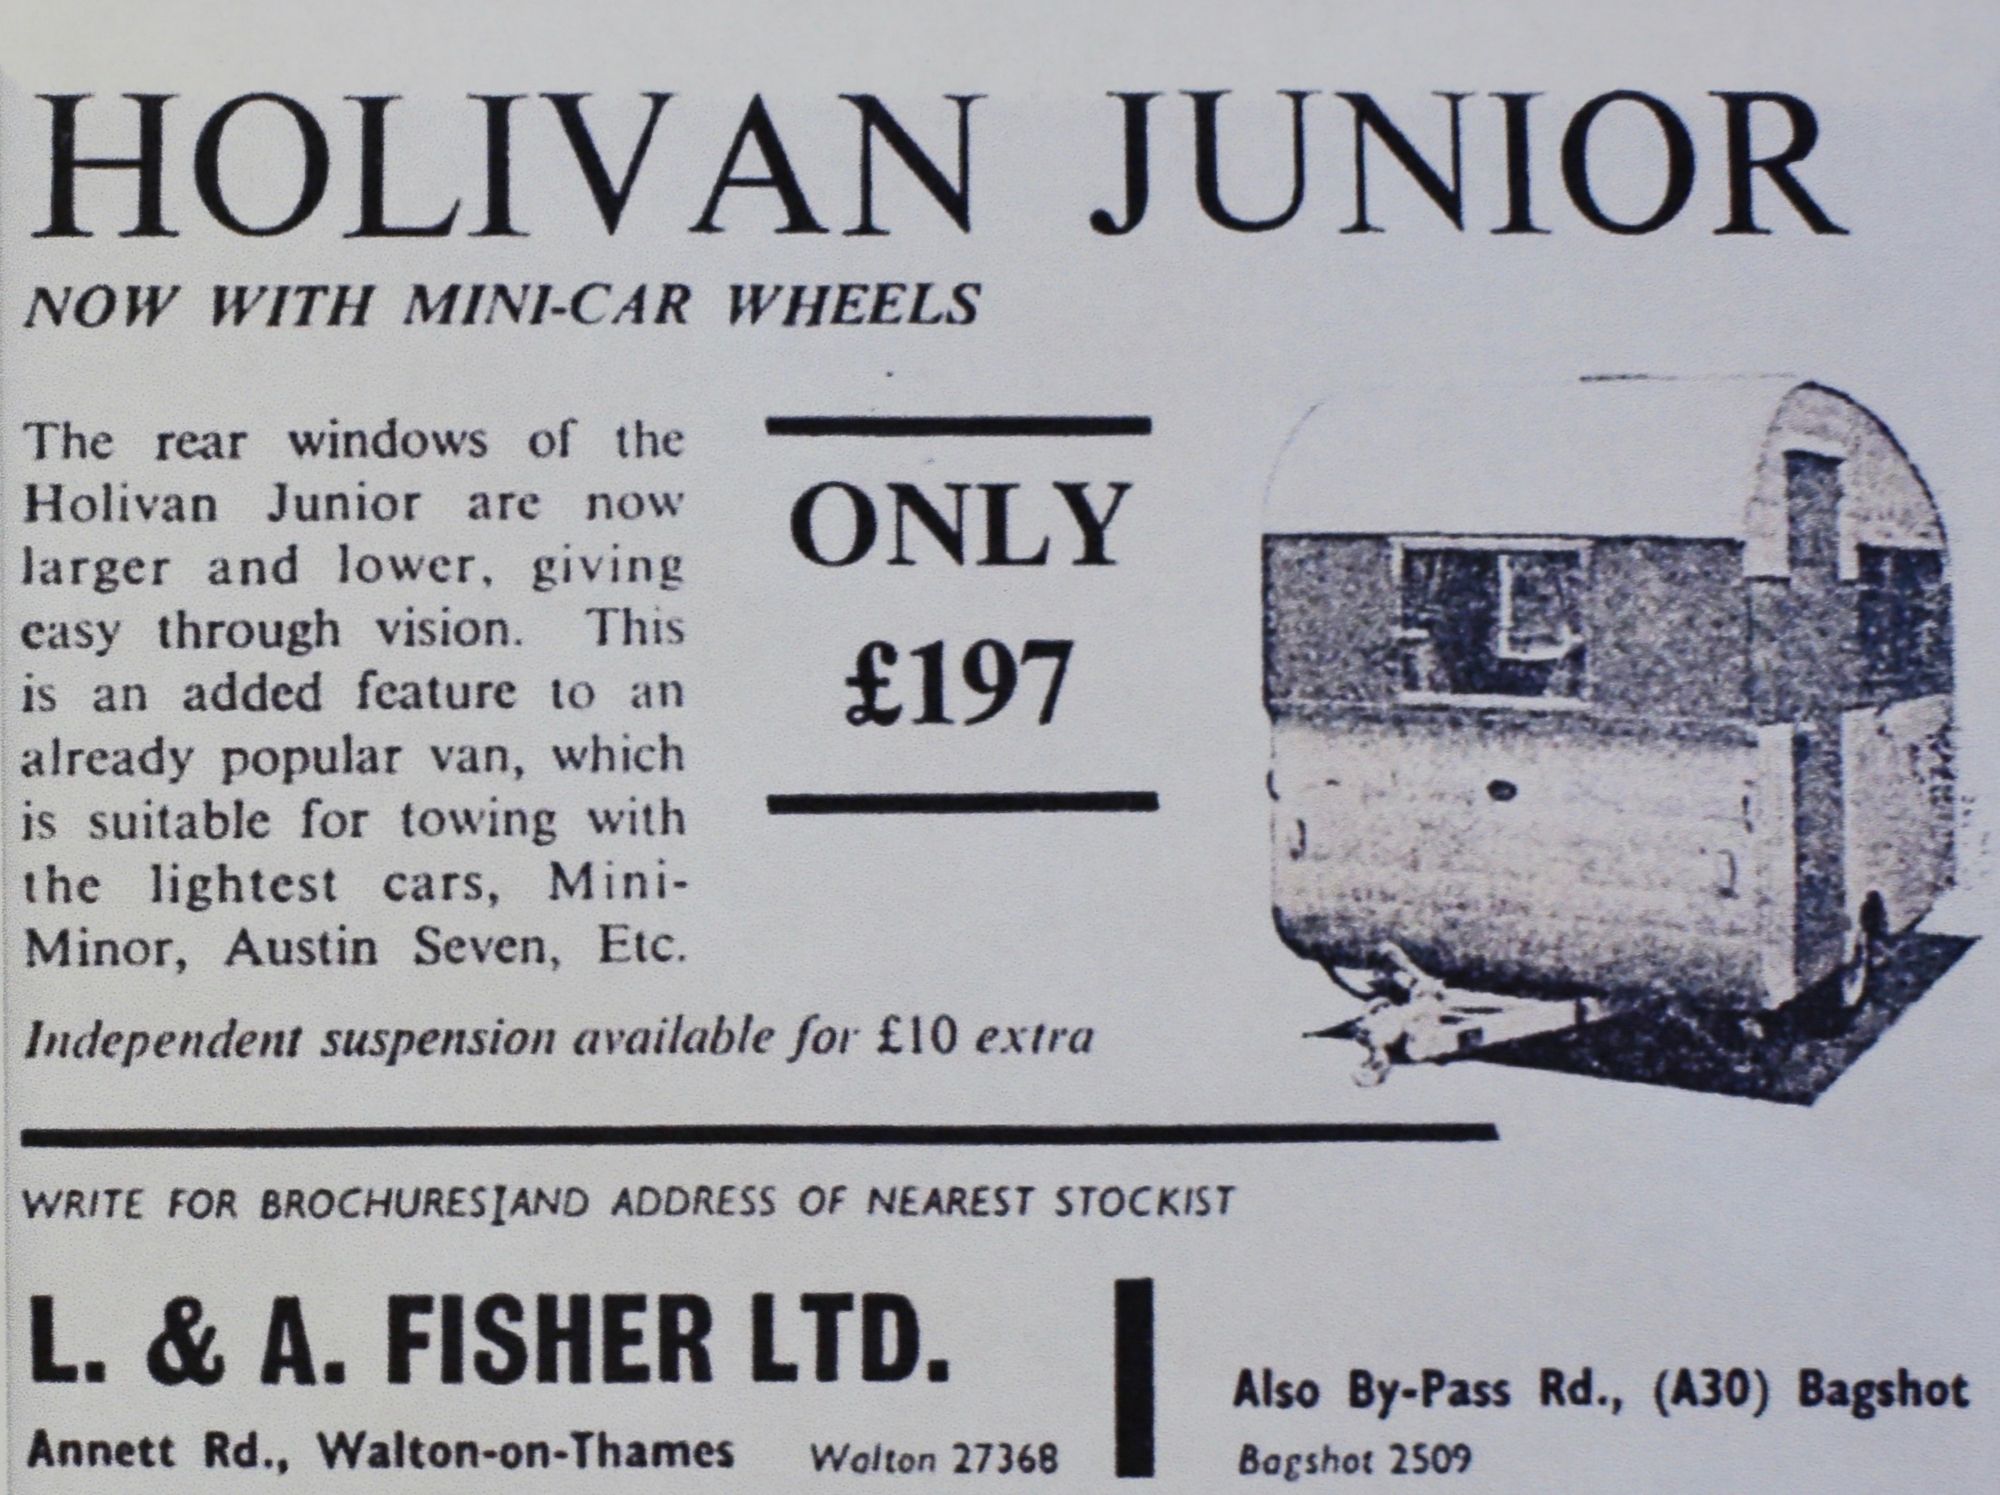 HOLIVAN JUNIOR
NOW WITH MINI-CAR WHEELS
The rear windows of the
Holivan Junior are now
larger and lower, giving
easy through vision. This
is an added feature to an
already popular van, which
is suitable for towing with
the lightest cars, Mini-
Minor, Austin Seven, Etc.
ONLY
£197
Independent suspension available for £10 extra
WRITE FOR BROCHURES AND ADDRESS OF NEAREST STOCKIST
L. & A. FISHER LTD.
Annett Rd., Walton-on-Thames Walton 27368
Also By-Pass Rd., (A30) Bagshot
Bagshot 2509